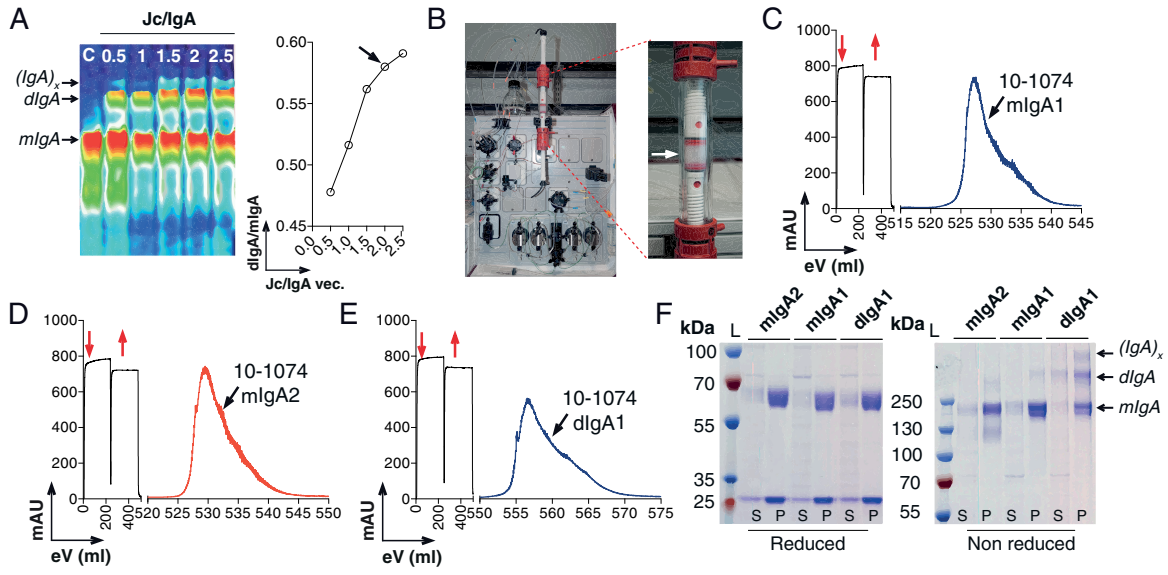 A
Jc/IgA
C 0.5 1 1.5 2 2.5
(IgA)x
dIgA
mIgA
0.60
0.55
0.50
0.45
0.0 0.5 1.0 1.5 2.0 2.5
dIgA/mIgA
Jc/IgA vec.
B
C
1000
800
600
400
200
0
mAU
0 200 400 515 520 525 530 535 540 545
eV (ml)
10-1074
mIgA1
D
1000
800
600
400
200
0
mAU
0 200 400 520 530 540 550
eV (ml)
10-1074
mIgA2
E
1000
800
600
400
200
0
mAU
0 200 400 550 555 560 565 570 575
eV (ml)
10-1074
dIgA1
F
kDa L mIgA2 mIgA1 dIgA1
100
70
55
35
25
S P S P S P
Reduced
kDa L mIgA2 mIgA1 dIgA1
(IgA)x
dIgA
mIgA
250
130
100
70
55
S P S P S P
Non reduced